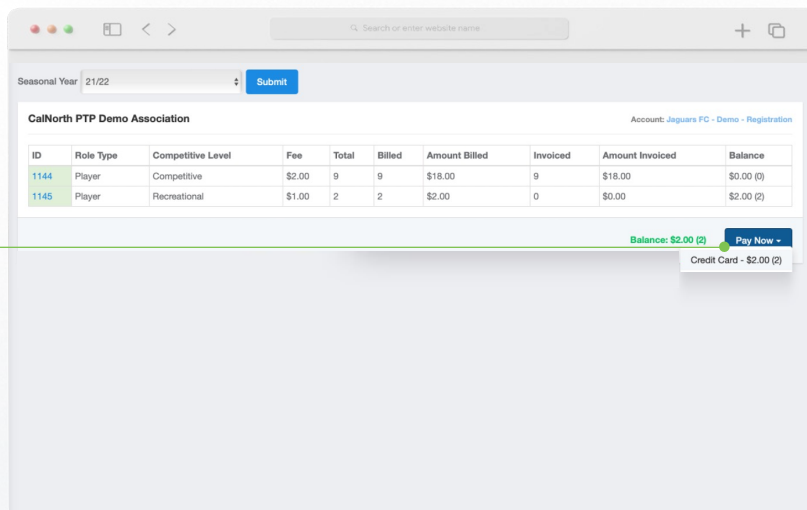 Search or enter website name
Seasonal Year 21/22 Submit
CalNorth PTP Demo Association Account: Jaguars FC - Demo - Registration
ID Role Type Competitive Level Fee Total Billed Amount Billed Invoiced Amount Invoiced Balance
1144 Player Competitive $2.00 9 9 $18.00 9 $18.00 $0.00 (0)
1145 Player Recreational $1.00 2 2 $2.00 0 $0.00 $2.00 (2)
Balance: $2.00 (2) Pay Now
Credit Card - $2.00 (2)